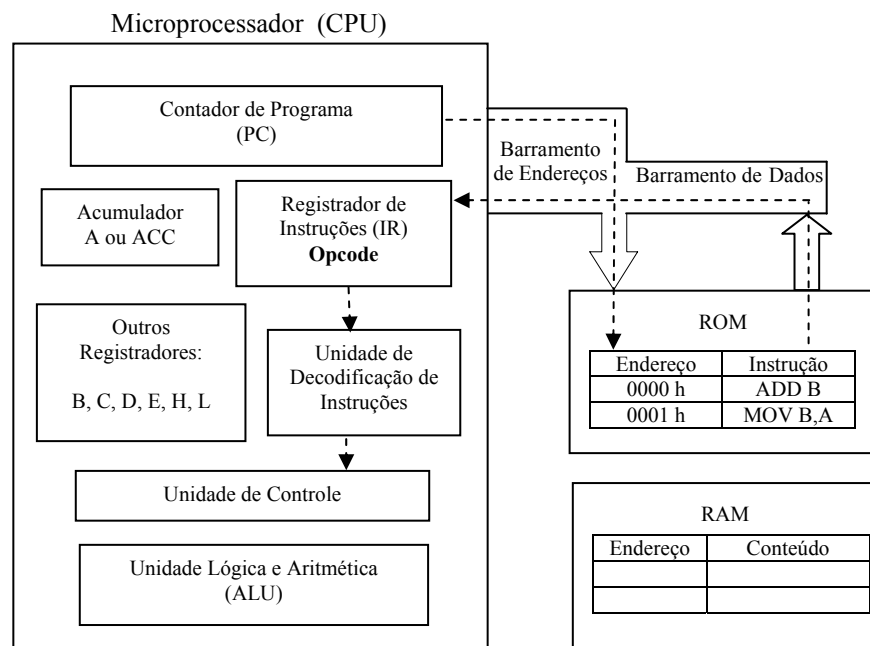 Microprocessador (CPU)
Contador de Programa
(PC)
Barramento
de Endereços
Barramento de Dados
Acumulador
A ou ACC
Registrador de
Instruções (IR)
Opcode
Outros
Registradores:
B, C, D, E, H, L
Unidade de
Decodificação de
Instruções
Unidade de Controle
Unidade Lógica e Aritmética
(ALU)
ROM
Endereço Instrução
0000 h ADD B
0001 h MOV B,A
RAM
Endereço Conteúdo